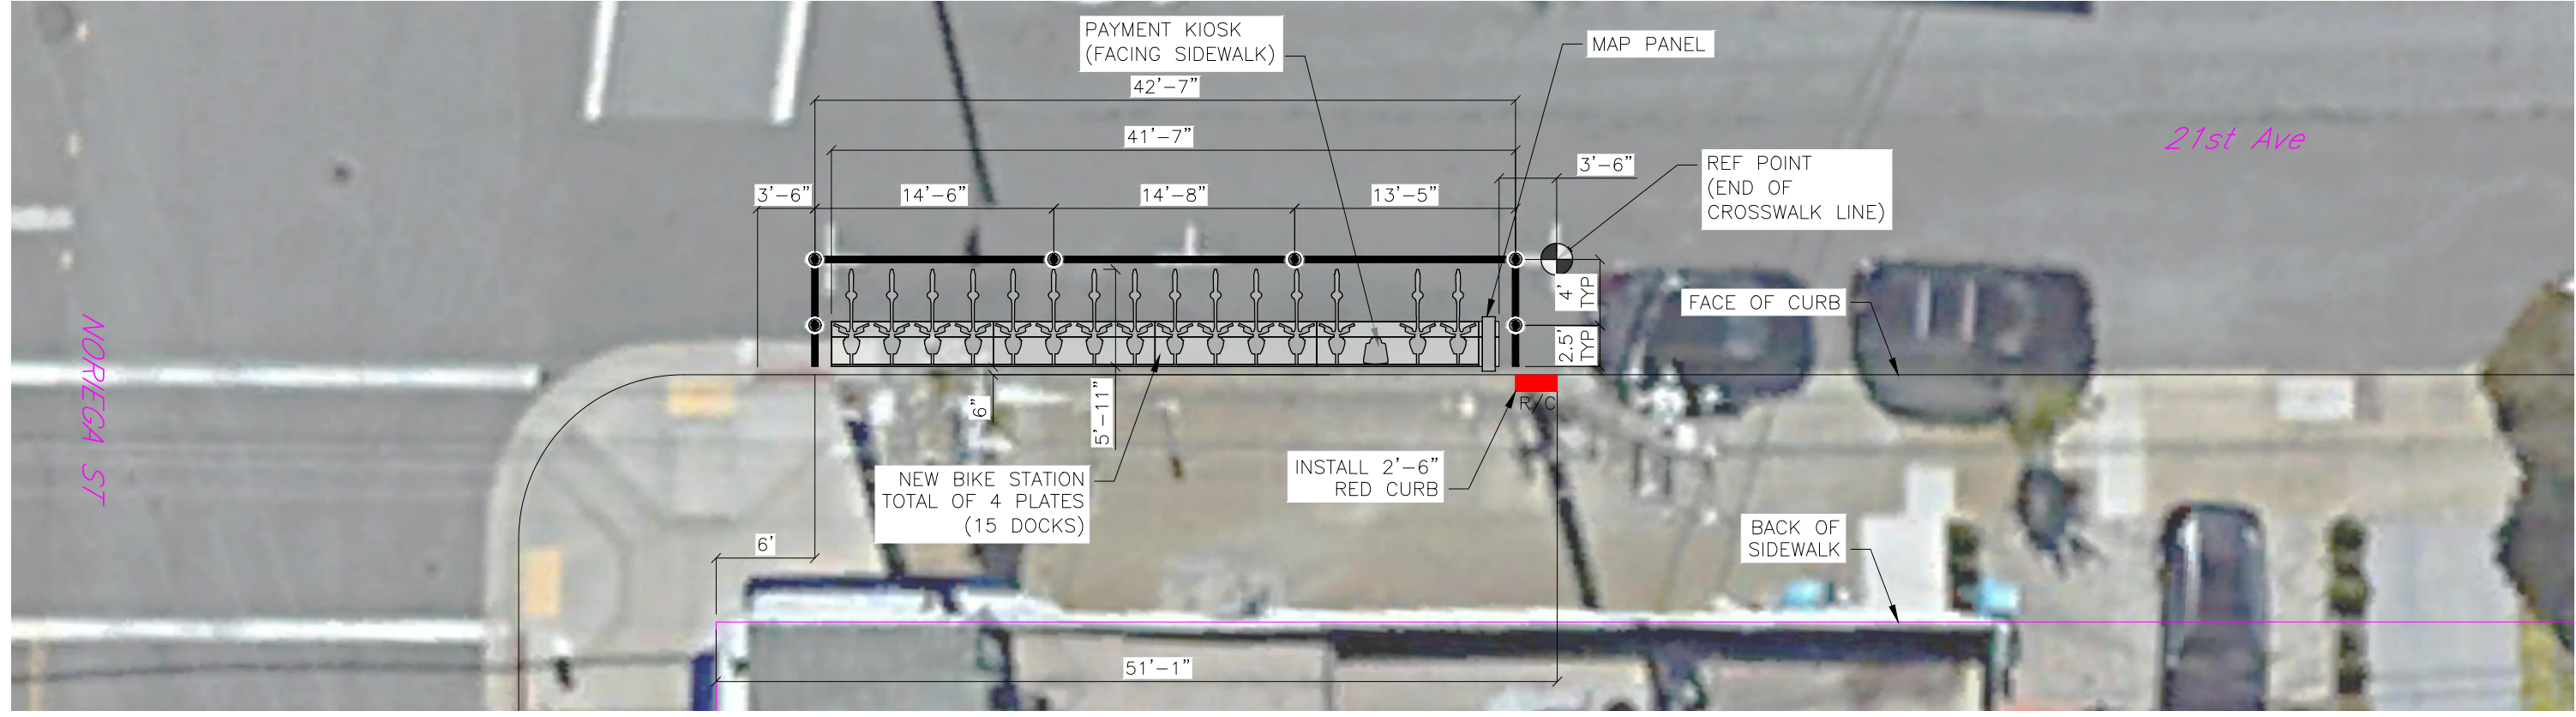 PAYMENT KIOSK
(FACING SIDEWALK)
MAP PANEL
42'-7"
41'-7"
21st Ave
3'-6"
REF POINT
(END OF
CROSSWALK LINE)
3'-6"
14'-6"
14'-8"
13'-5"
4'
TYP
FACE OF CURB
2.5'
TYP
NORIEGA ST
6"
5'-11"
R/C
NEW BIKE STATION
TOTAL OF 4 PLATES
(15 DOCKS)
INSTALL 2'-6"
RED CURB
6'
BACK OF
SIDEWALK
51'-1"